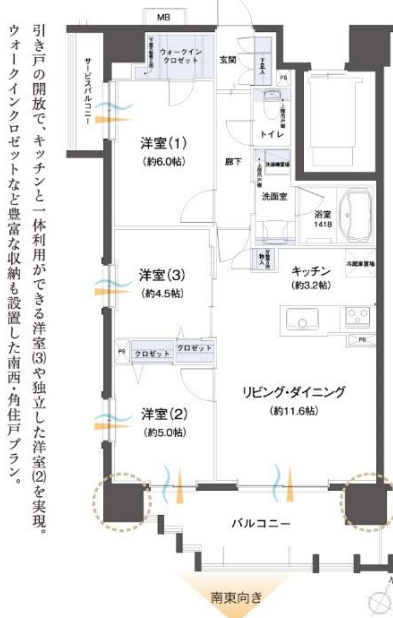 引き戸の開放で、キッチンと一体利用ができる洋室(3)や独立した洋室(2)を実現。
ウォークインクロゼットなど豊富な収納も設置した南西・角住戸プラン。
MB
サービスバルコニー
ウォークイン
クロゼット
玄関
下足入
PS
トイレ
洋室(1)
(約6.0帖)
廊下
洗濯機置場
洗面室
浴室
1418
洋室(3)
(約4.5帖)
物入
キッチン
(約3.2帖)
冷蔵庫置場
PS
PS
クロゼット
クロゼット
リビング・ダイニング
(約11.6帖)
洋室(2)
(約5.0帖)
バルコニー
南東向き